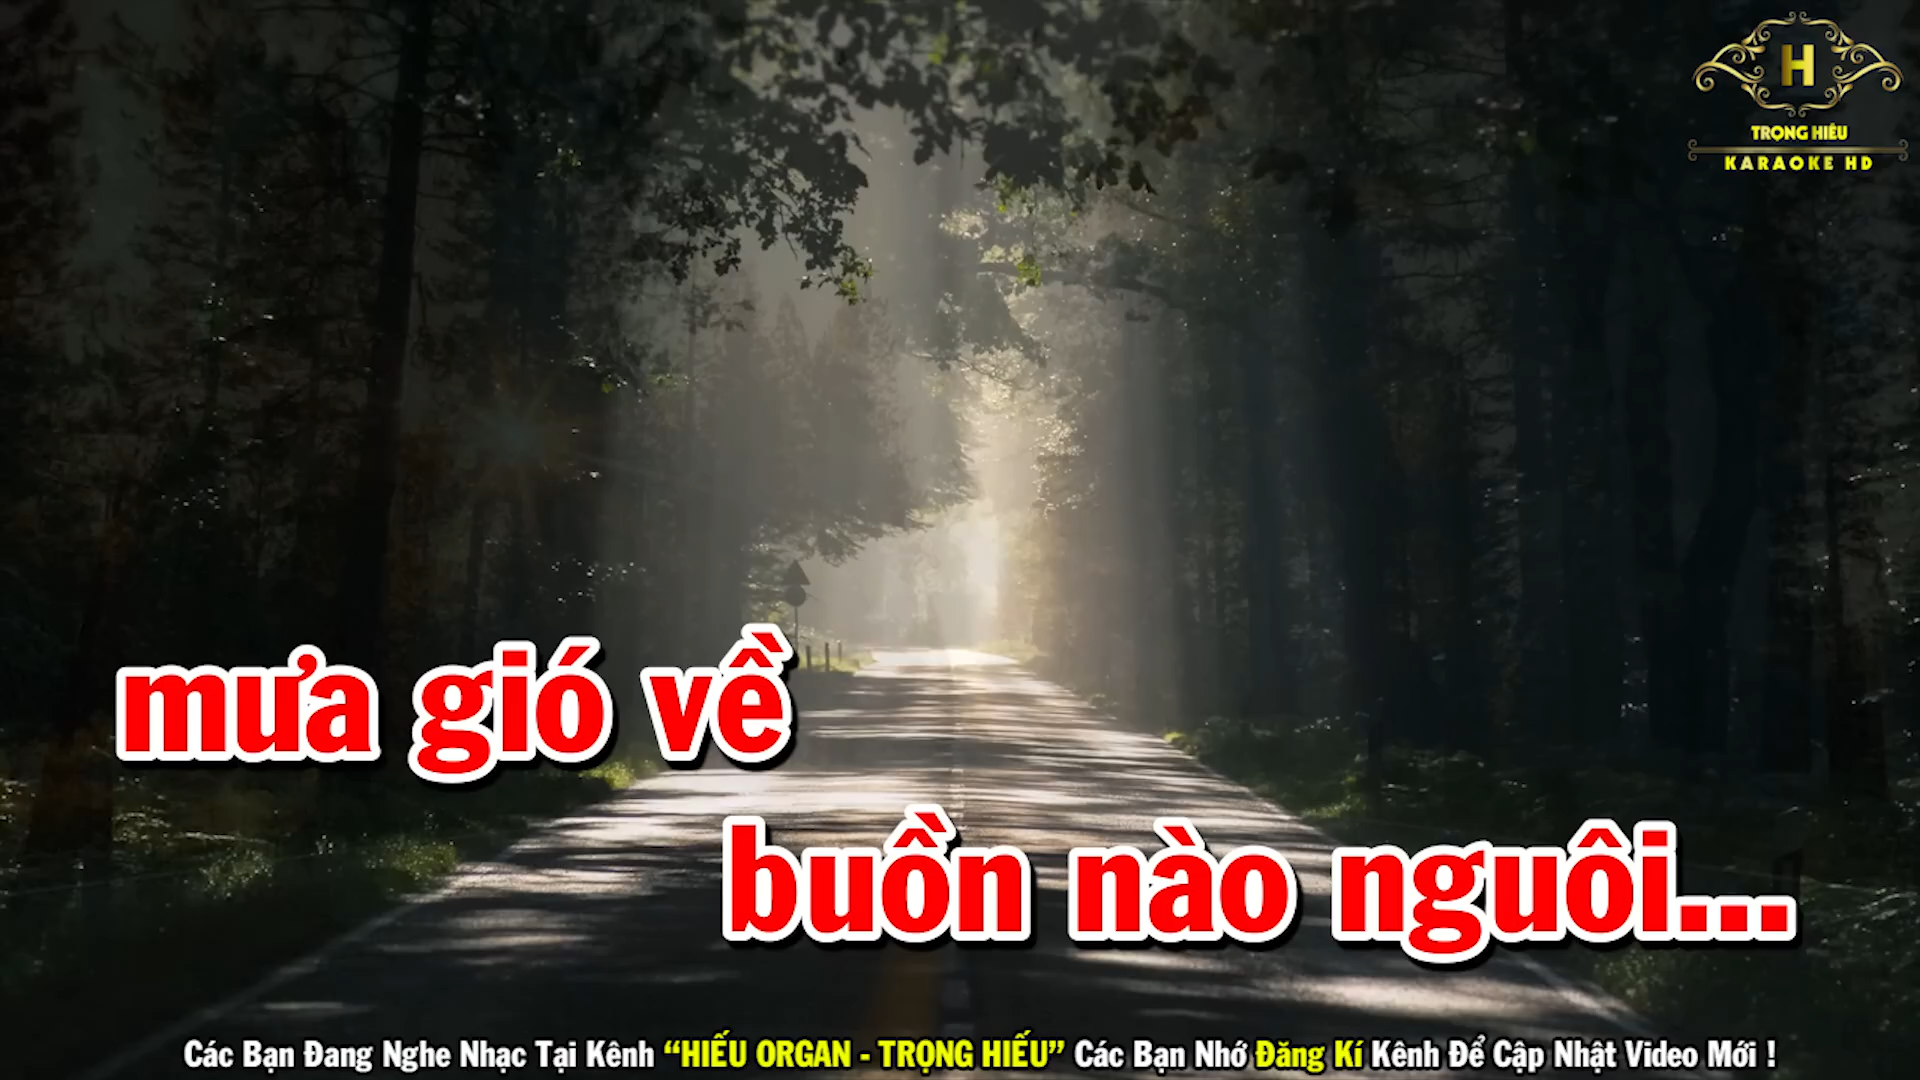 H
TRỌNG HIẾU
KARAOKE HD
mưa gió về
buồn nào nguôi...
Các Bạn Đang Nghe Nhạc Tại Kênh “HIẾU ORGAN - TRỌNG HIẾU” Các Bạn Nhớ Đăng Kí Kênh Để Cập Nhật Video Mới !